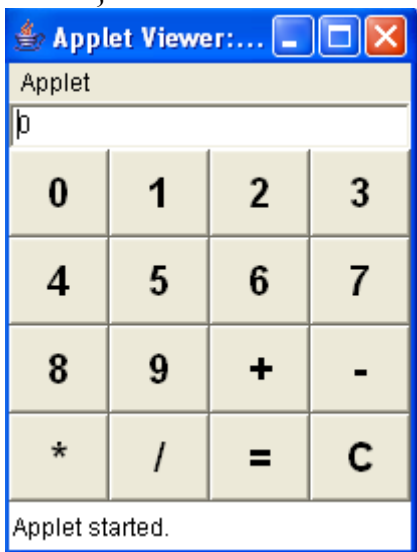 Applet Viewer:...
Applet
0
0 1 2 3
4 5 6 7
8 9 + -
* / = C
Applet started.